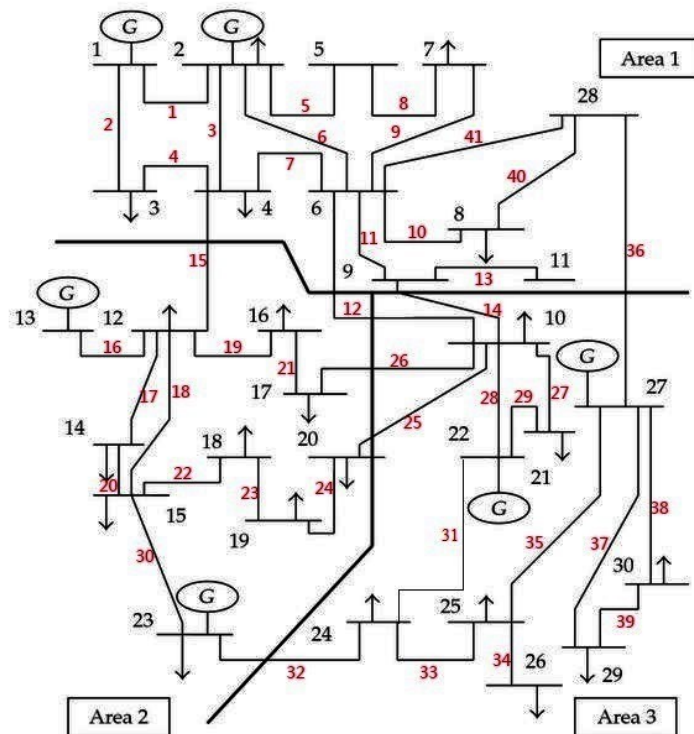 G G
1 2 5 7 Area 1
28
2 1 3 5 8 9 41
6
4 7 40
3 4 6 8
11 10 36
15 9 13 11
G
13 12 16 12 14 10 G
16 19 21 26 27
17 18 17 25 28 29 27
14 18 20 22
20 22 23 24 21 38
15 19 31 G 35 37
30 30
G 25
23 24 39
32 33 34 26 29
Area 2 Area 3